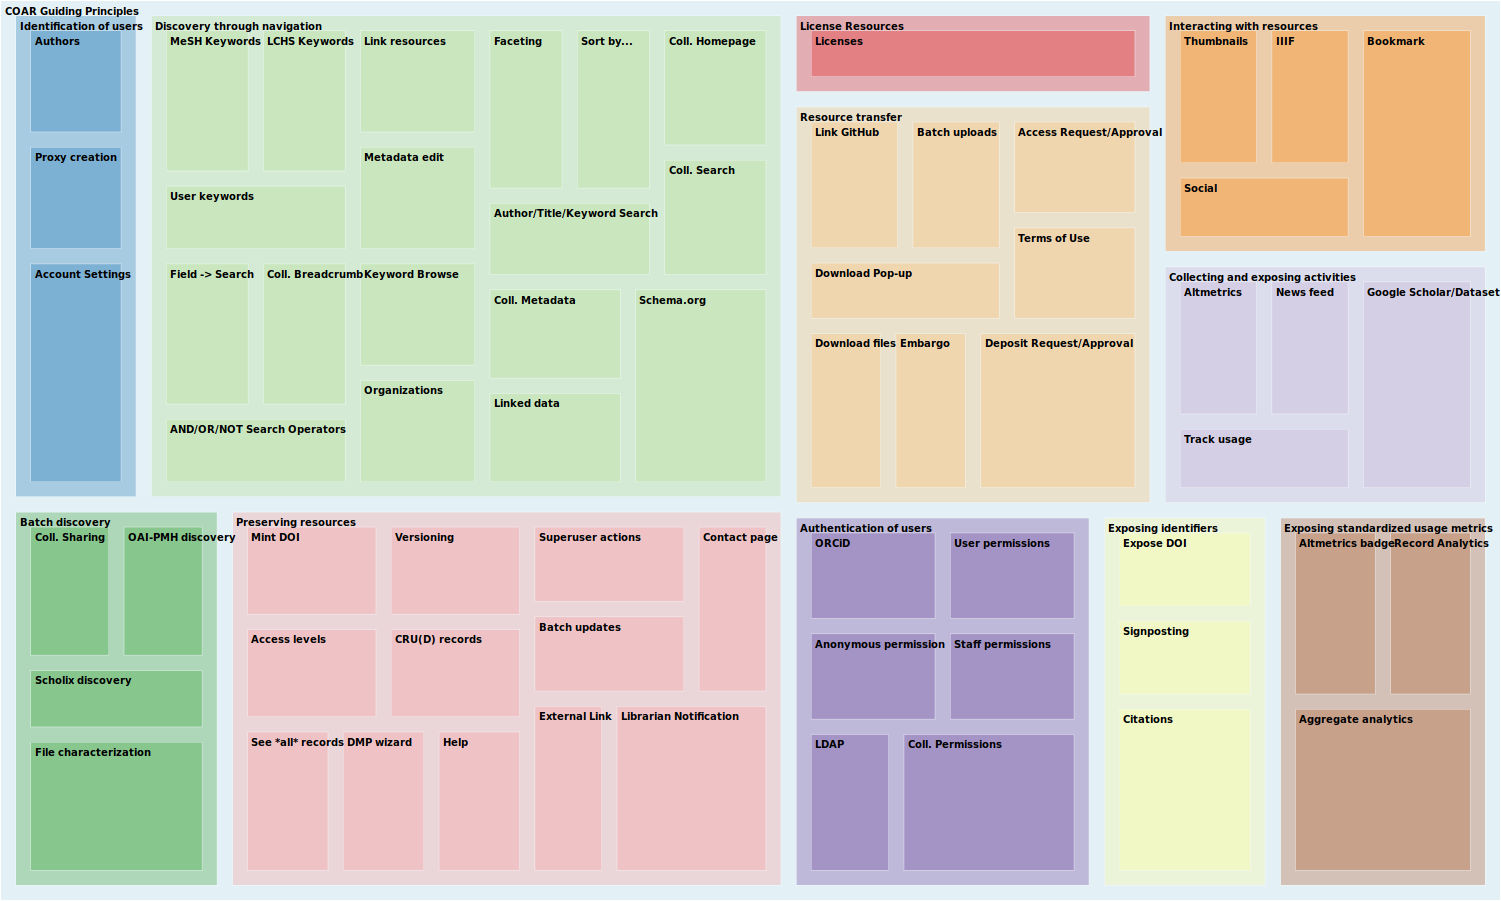 COAR Guiding Principles
Identification of users
Authors
Proxy creation
Account Settings
Discovery through navigation
MeSH Keywords
LCHS Keywords
Link resources
Faceting
Sort by...
Coll. Homepage
Metadata edit
Coll. Search
User keywords
Author/Title/Keyword Search
Field -> Search
Coll. Breadcrumb
Keyword Browse
Coll. Metadata
Schema.org
Organizations
Linked data
AND/OR/NOT Search Operators
License Resources
Licenses
Resource transfer
Link GitHub
Batch uploads
Access Request/Approval
Terms of Use
Download Pop-up
Download files
Embargo
Deposit Request/Approval
Interacting with resources
Thumbnails
IIIF
Bookmark
Social
Collecting and exposing activities
Altmetrics
News feed
Google Scholar/Dataset
Track usage
Batch discovery
Coll. Sharing
OAI-PMH discovery
Scholix discovery
File characterization
Preserving resources
Mint DOI
Versioning
Superuser actions
Contact page
Access levels
CRU(D) records
Batch updates
See *all* records
DMP wizard
Help
External Link
Librarian Notification
Authentication of users
ORCiD
User permissions
Anonymous permission
Staff permissions
LDAP
Coll. Permissions
Exposing identifiers
Expose DOI
Signposting
Citations
Exposing standardized usage metrics
Altmetrics badge
Record Analytics
Aggregate analytics